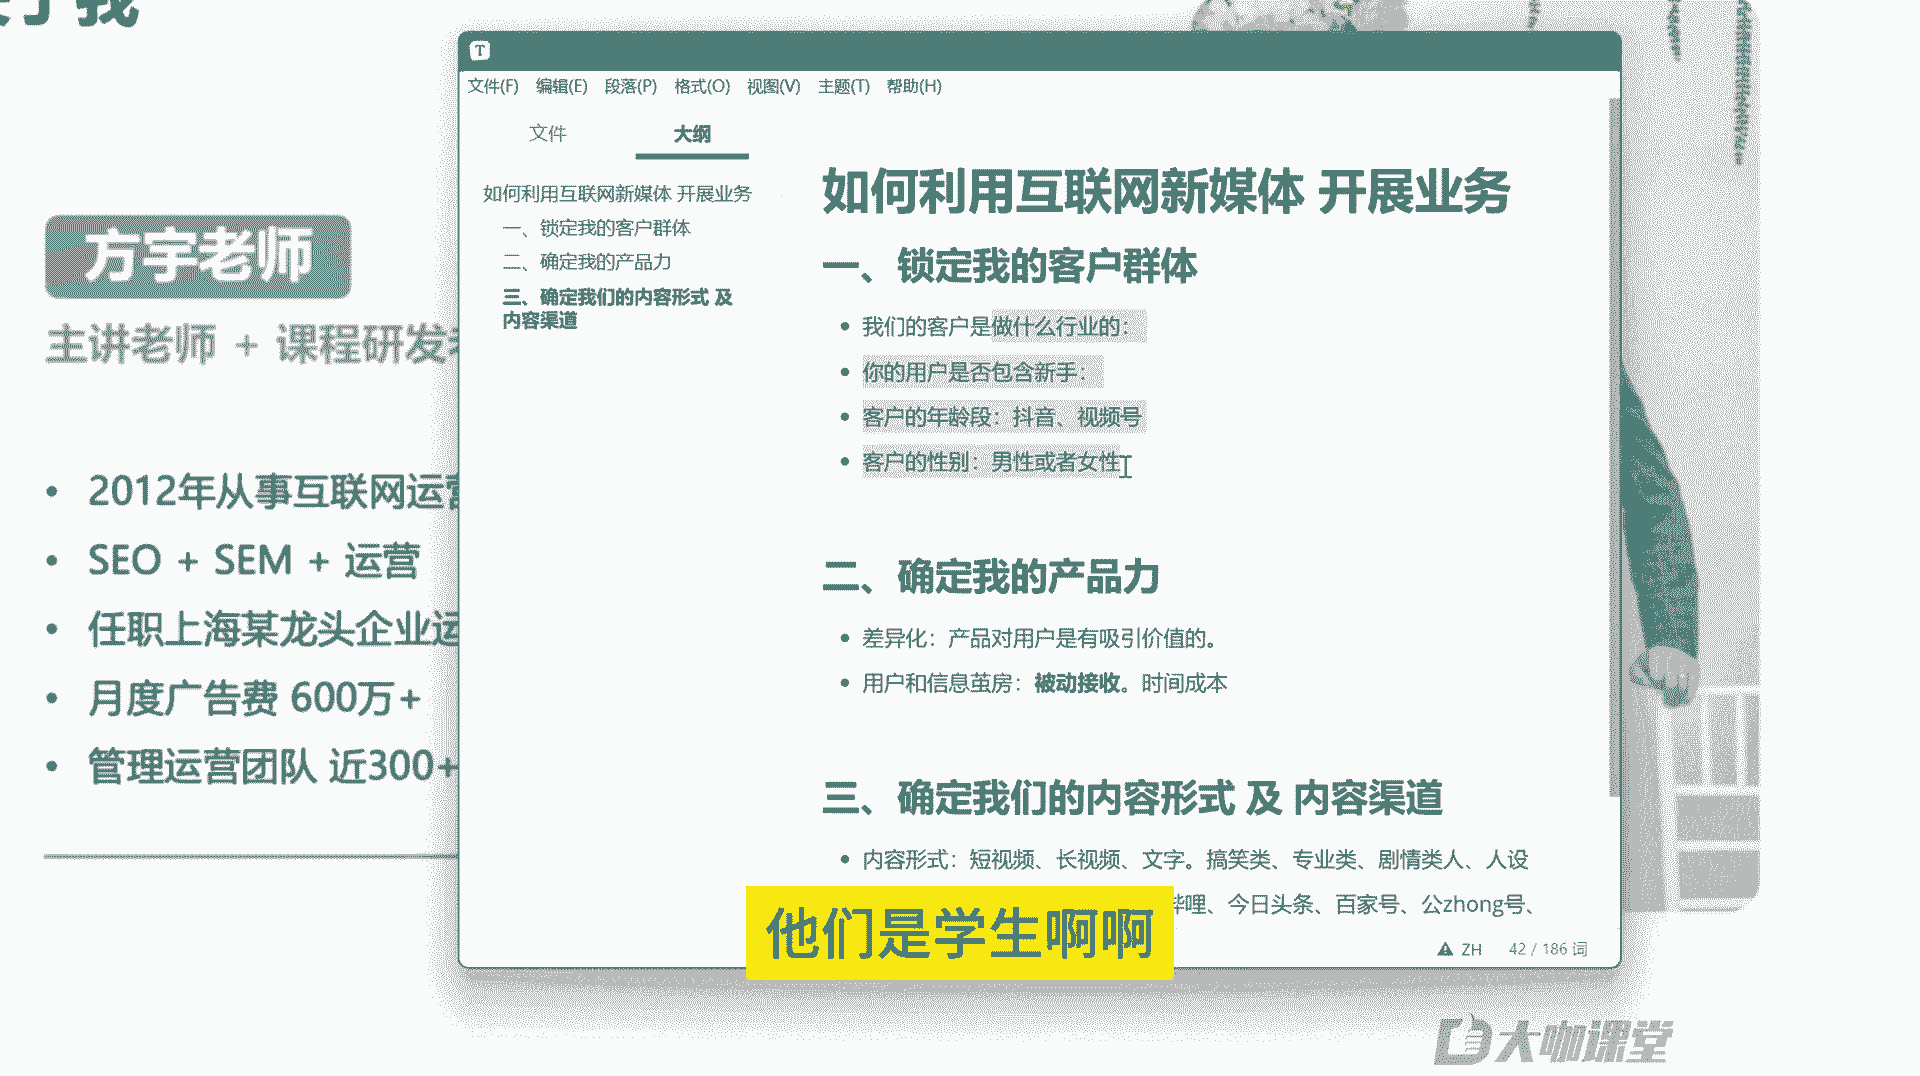 我
方宇老师
主讲老师 + 课程研发
2012年从事互联网运营
SEO + SEM + 运营
任职上海某龙头企业运
月度广告费 600万+
管理运营团队 近300+
T
文件(F) 编辑(E) 段落(P) 格式(O) 视图(V) 主题(T) 帮助(H)
文件 大纲
如何利用互联网新媒体 开展业务
一、锁定我的客户群体
二、确定我的产品力
三、确定我们的内容形式 及
内容渠道
如何利用互联网新媒体 开展业务
一、锁定我的客户群体
我们的客户是做什么行业的：
你的用户是否包含新手：
客户的年龄段：抖音、视频号
客户的性别：男性或者女性
二、确定我的产品力
差异化：产品对用户是有吸引价值的。
用户和信息茧房：被动接收。时间成本
三、确定我们的内容形式 及 内容渠道
内容形式：短视频、长视频、文字。搞笑类、专业类、剧情类人、人设
哩、今日头条、百家号、公zhong号、
他们是学生啊啊
ZH 42 / 186 词
大咖课堂